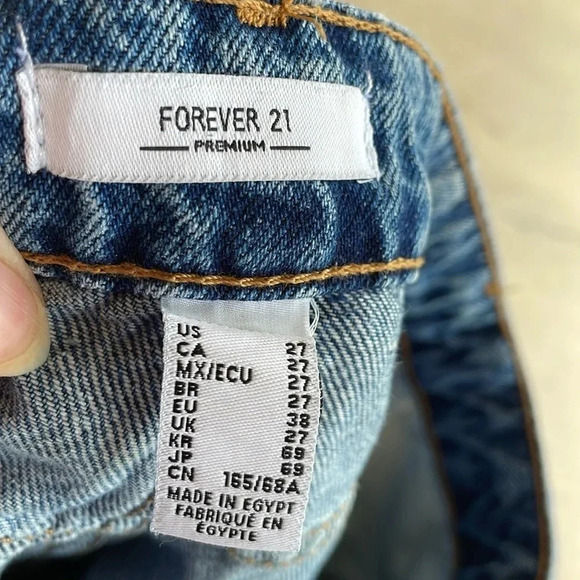 FOREVER 21
PREMIUM
US 27
CA 27
MX/ECU 27
BR 27
EU 38
UK 27
KR 69
JP 69
CN 165/68A
MADE IN EGYPT
FABRIQUÉ EN
ÉGYPTE